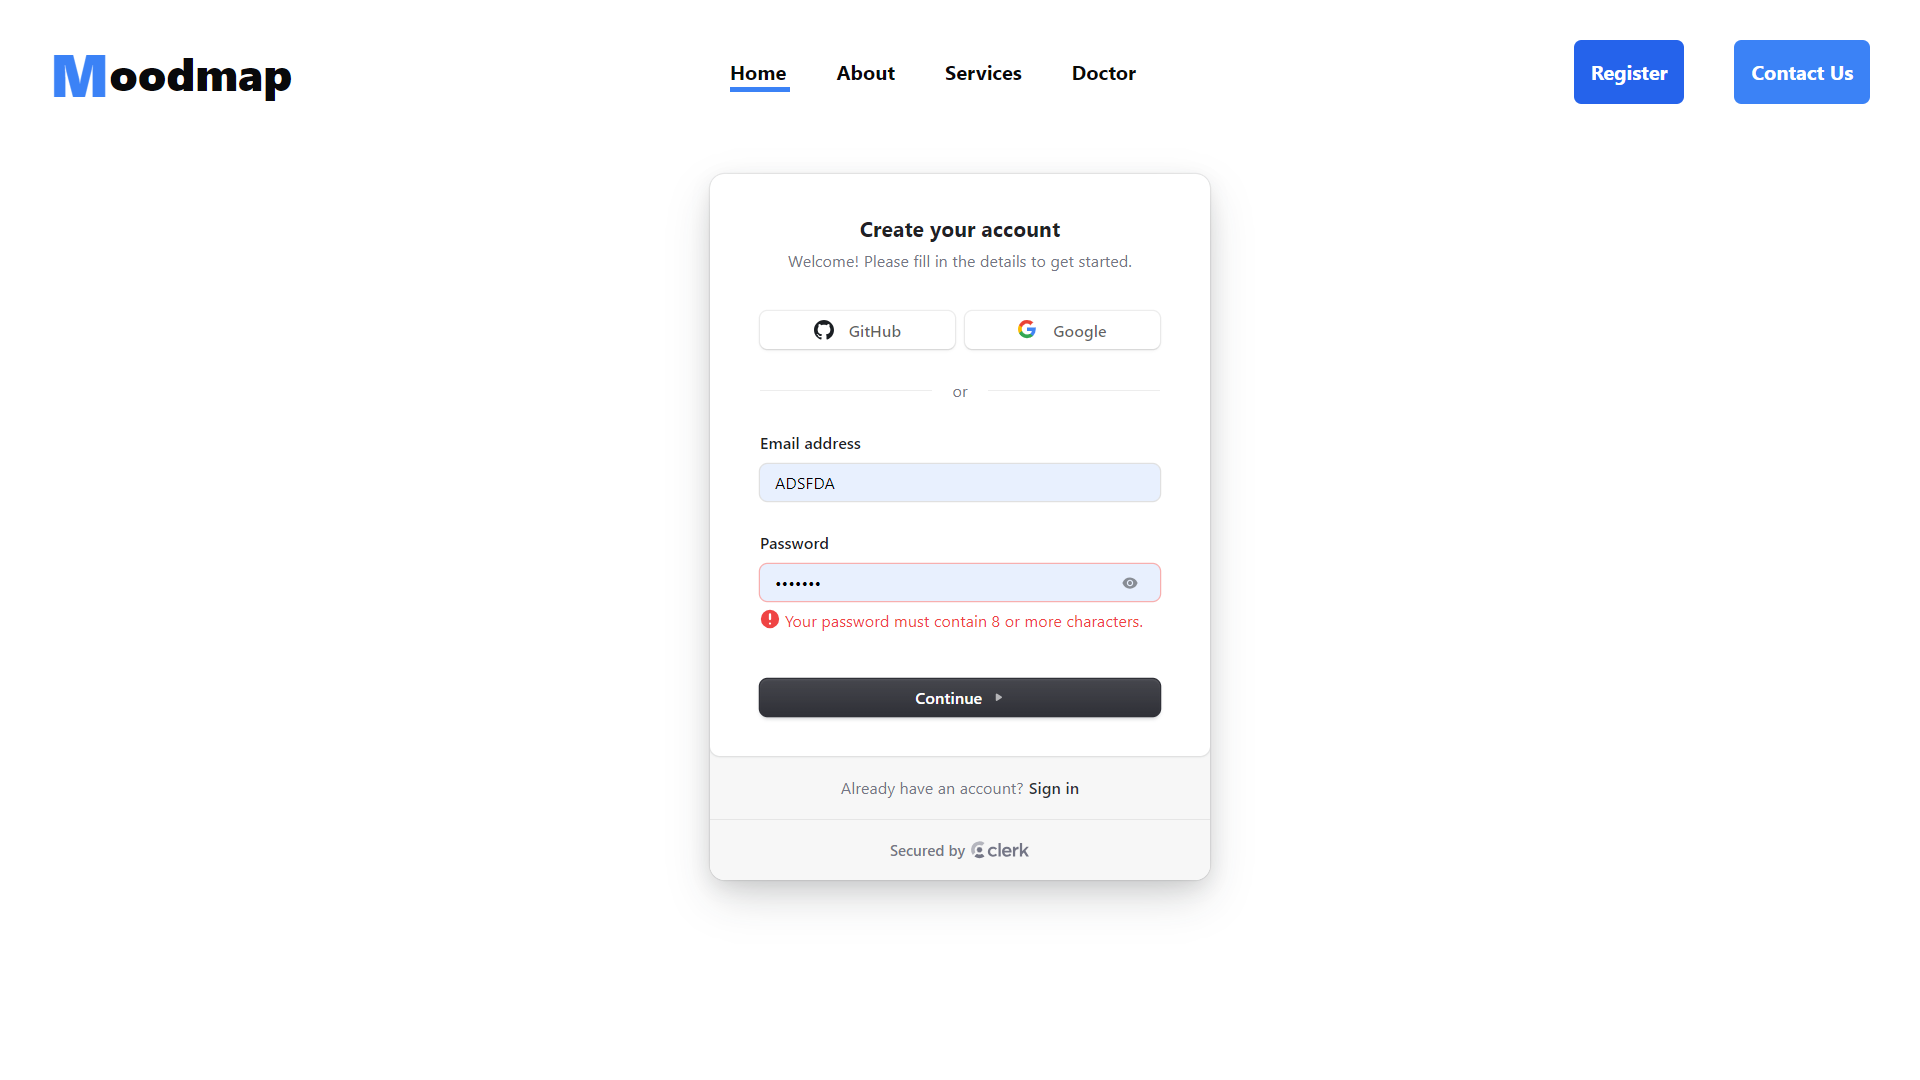 Moodmap
Home About Services Doctor
Register
Contact Us
Create your account
Welcome! Please fill in the details to get started.
GitHub
Google
or
Email address
ADSFDA
Password
•••••••
Your password must contain 8 or more characters.
Continue
Already have an account? Sign in
Secured by clerk